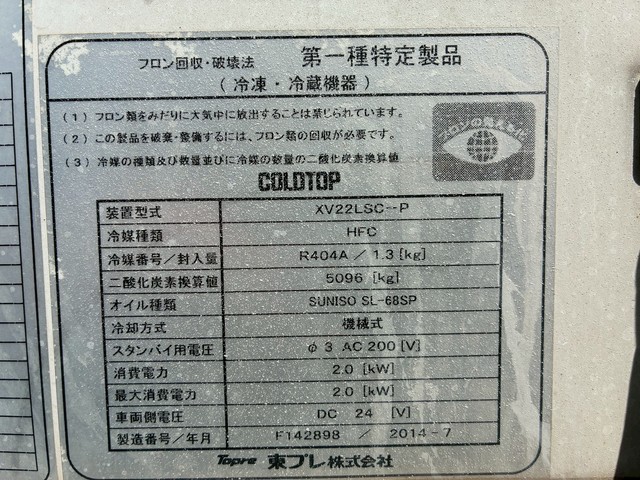 フロン回収・破壊法 第一種特定製品
(冷凍・冷蔵機器)
(1) フロン類をみだりに大気中に放出することは禁じられています。
(2) この製品を廃棄・整備するには、フロン類の回収が必要です。
(3) 冷媒の種類及び数量並びに冷媒の数量の二酸化炭素換算値
フロンの見える化
COLDTOP
装置型式 XV22LSC--P
冷媒種類 HFC
冷媒番号/封入量 R404A / 1.3 [kg]
二酸化炭素換算値 5096 [kg]
オイル種類 SUNISO SL-68SP
冷却方式 機械式
スタンバイ用電圧 φ3 AC 200 [V]
消費電力 2.0 [kW]
最大消費電力 2.0 [kW]
車両側電圧 DC 24 [V]
製造番号/年月 F142898 / 2014-7
Topre 東プレ株式会社